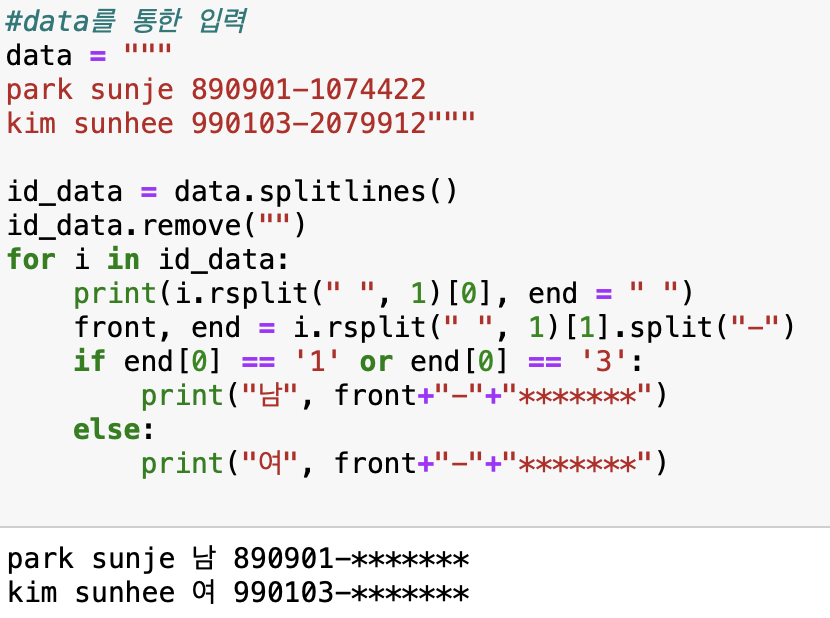 #data를 통한 입력
data = """
park sunje 890901-1074422
kim sunhee 990103-2079912"""
id_data = data.splitlines()
id_data.remove("")
for i in id_data:
    print(i.rsplit(" ", 1)[0], end = " ")
    front, end = i.rsplit(" ", 1)[1].split("-")
    if end[0] == '1' or end[0] == '3':
        print("남", front+"-"+"*******")
    else:
        print("여", front+"-"+"*******")
park sunje 남 890901-*******
kim sunhee 여 990103-*******